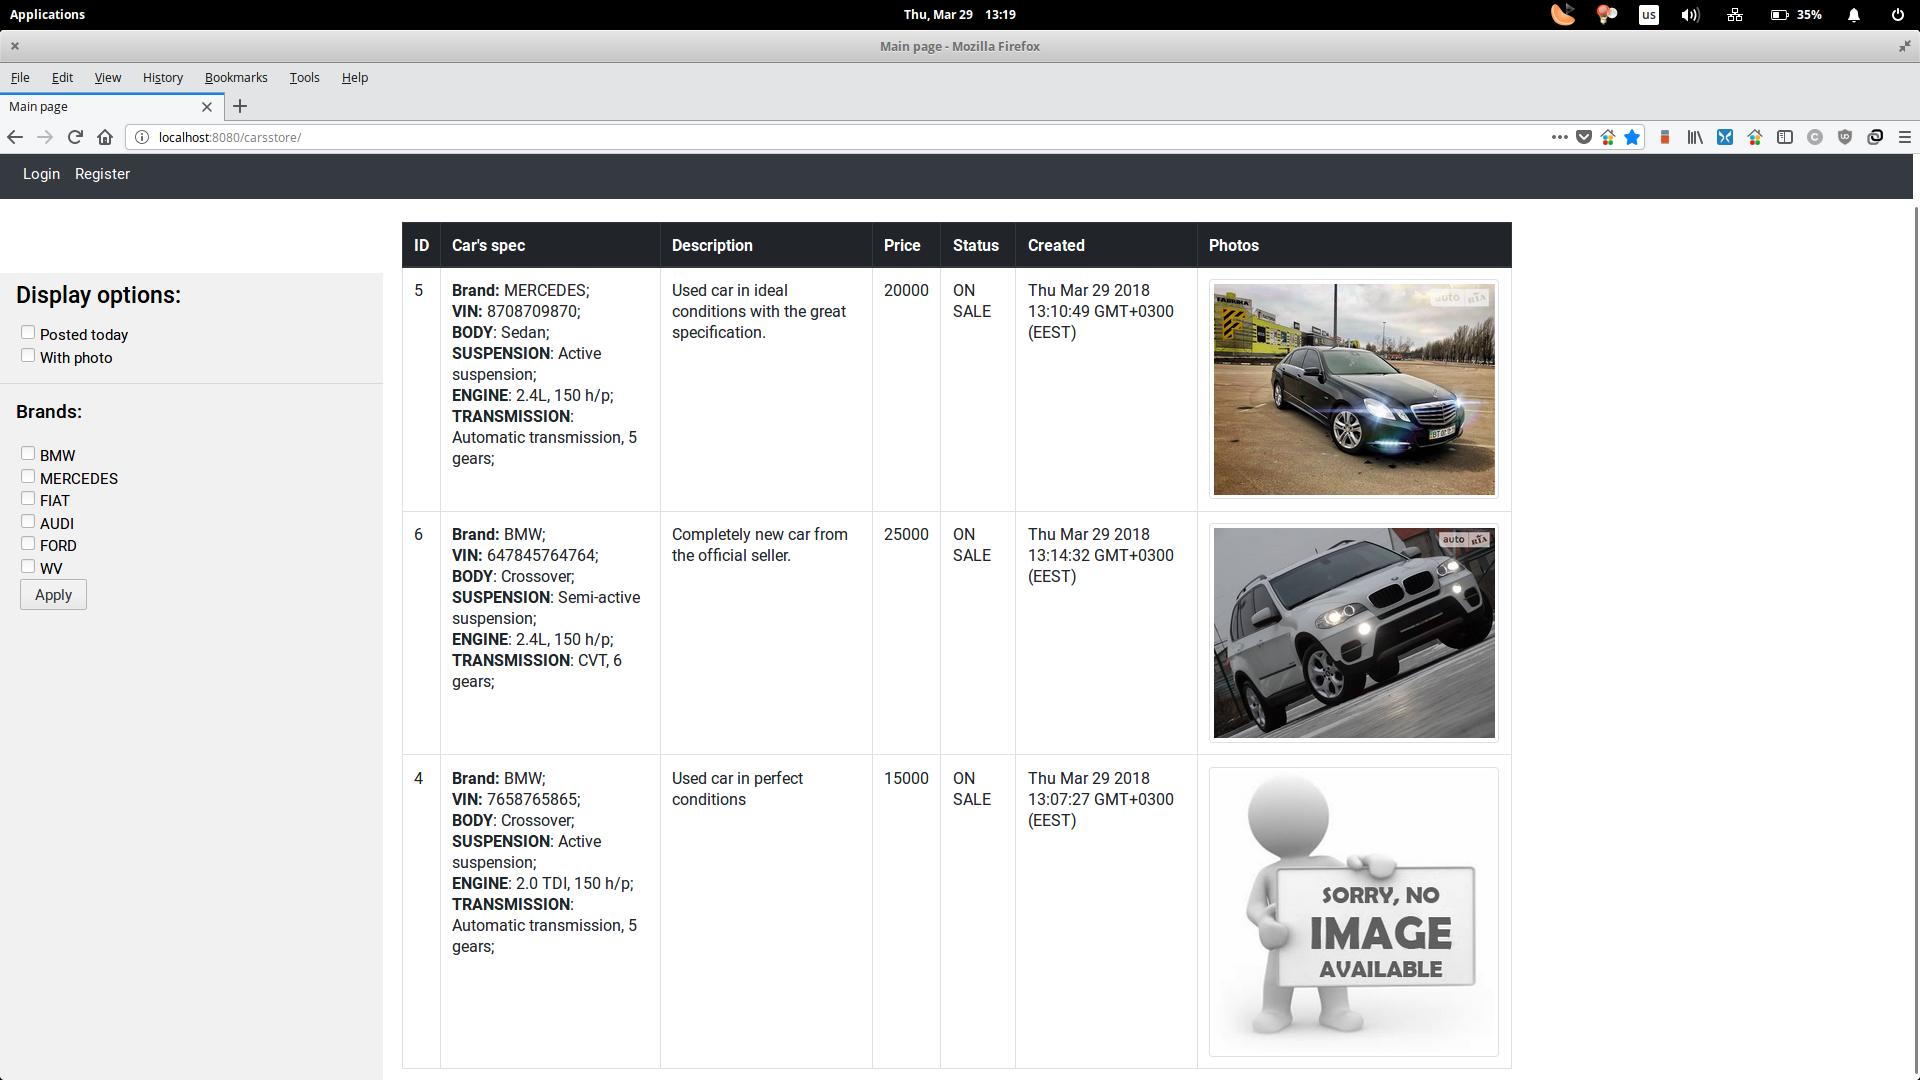 Applications
Thu, Mar 29 13:19
us
35%
Main page - Mozilla Firefox
File Edit View History Bookmarks Tools Help
Main page
localhost:8080/carsstore/
Login Register
ID Car's spec Description Price Status Created Photos
Display options:
Posted today
With photo
Brands:
BMW
MERCEDES
FIAT
AUDI
FORD
WV
Apply
5
Brand: MERCEDES;
VIN: 8708709870;
BODY: Sedan;
SUSPENSION: Active
suspension;
ENGINE: 2.4L, 150 h/p;
TRANSMISSION:
Automatic transmission, 5
gears;
Used car in ideal
conditions with the great
specification.
20000
ON
SALE
Thu Mar 29 2018
13:10:49 GMT+0300
(EEST)
auto RIA
6
Brand: BMW;
VIN: 647845764764;
BODY: Crossover;
SUSPENSION: Semi-active
suspension;
ENGINE: 2.4L, 150 h/p;
TRANSMISSION: CVT, 6
gears;
Completely new car from
the official seller.
25000
ON
SALE
Thu Mar 29 2018
13:14:32 GMT+0300
(EEST)
auto RIA
4
Brand: BMW;
VIN: 7658765865;
BODY: Crossover;
SUSPENSION: Active
suspension;
ENGINE: 2.0 TDI, 150 h/p;
TRANSMISSION:
Automatic transmission, 5
gears;
Used car in perfect
conditions
15000
ON
SALE
Thu Mar 29 2018
13:07:27 GMT+0300
(EEST)
SORRY, NO
IMAGE
AVAILABLE